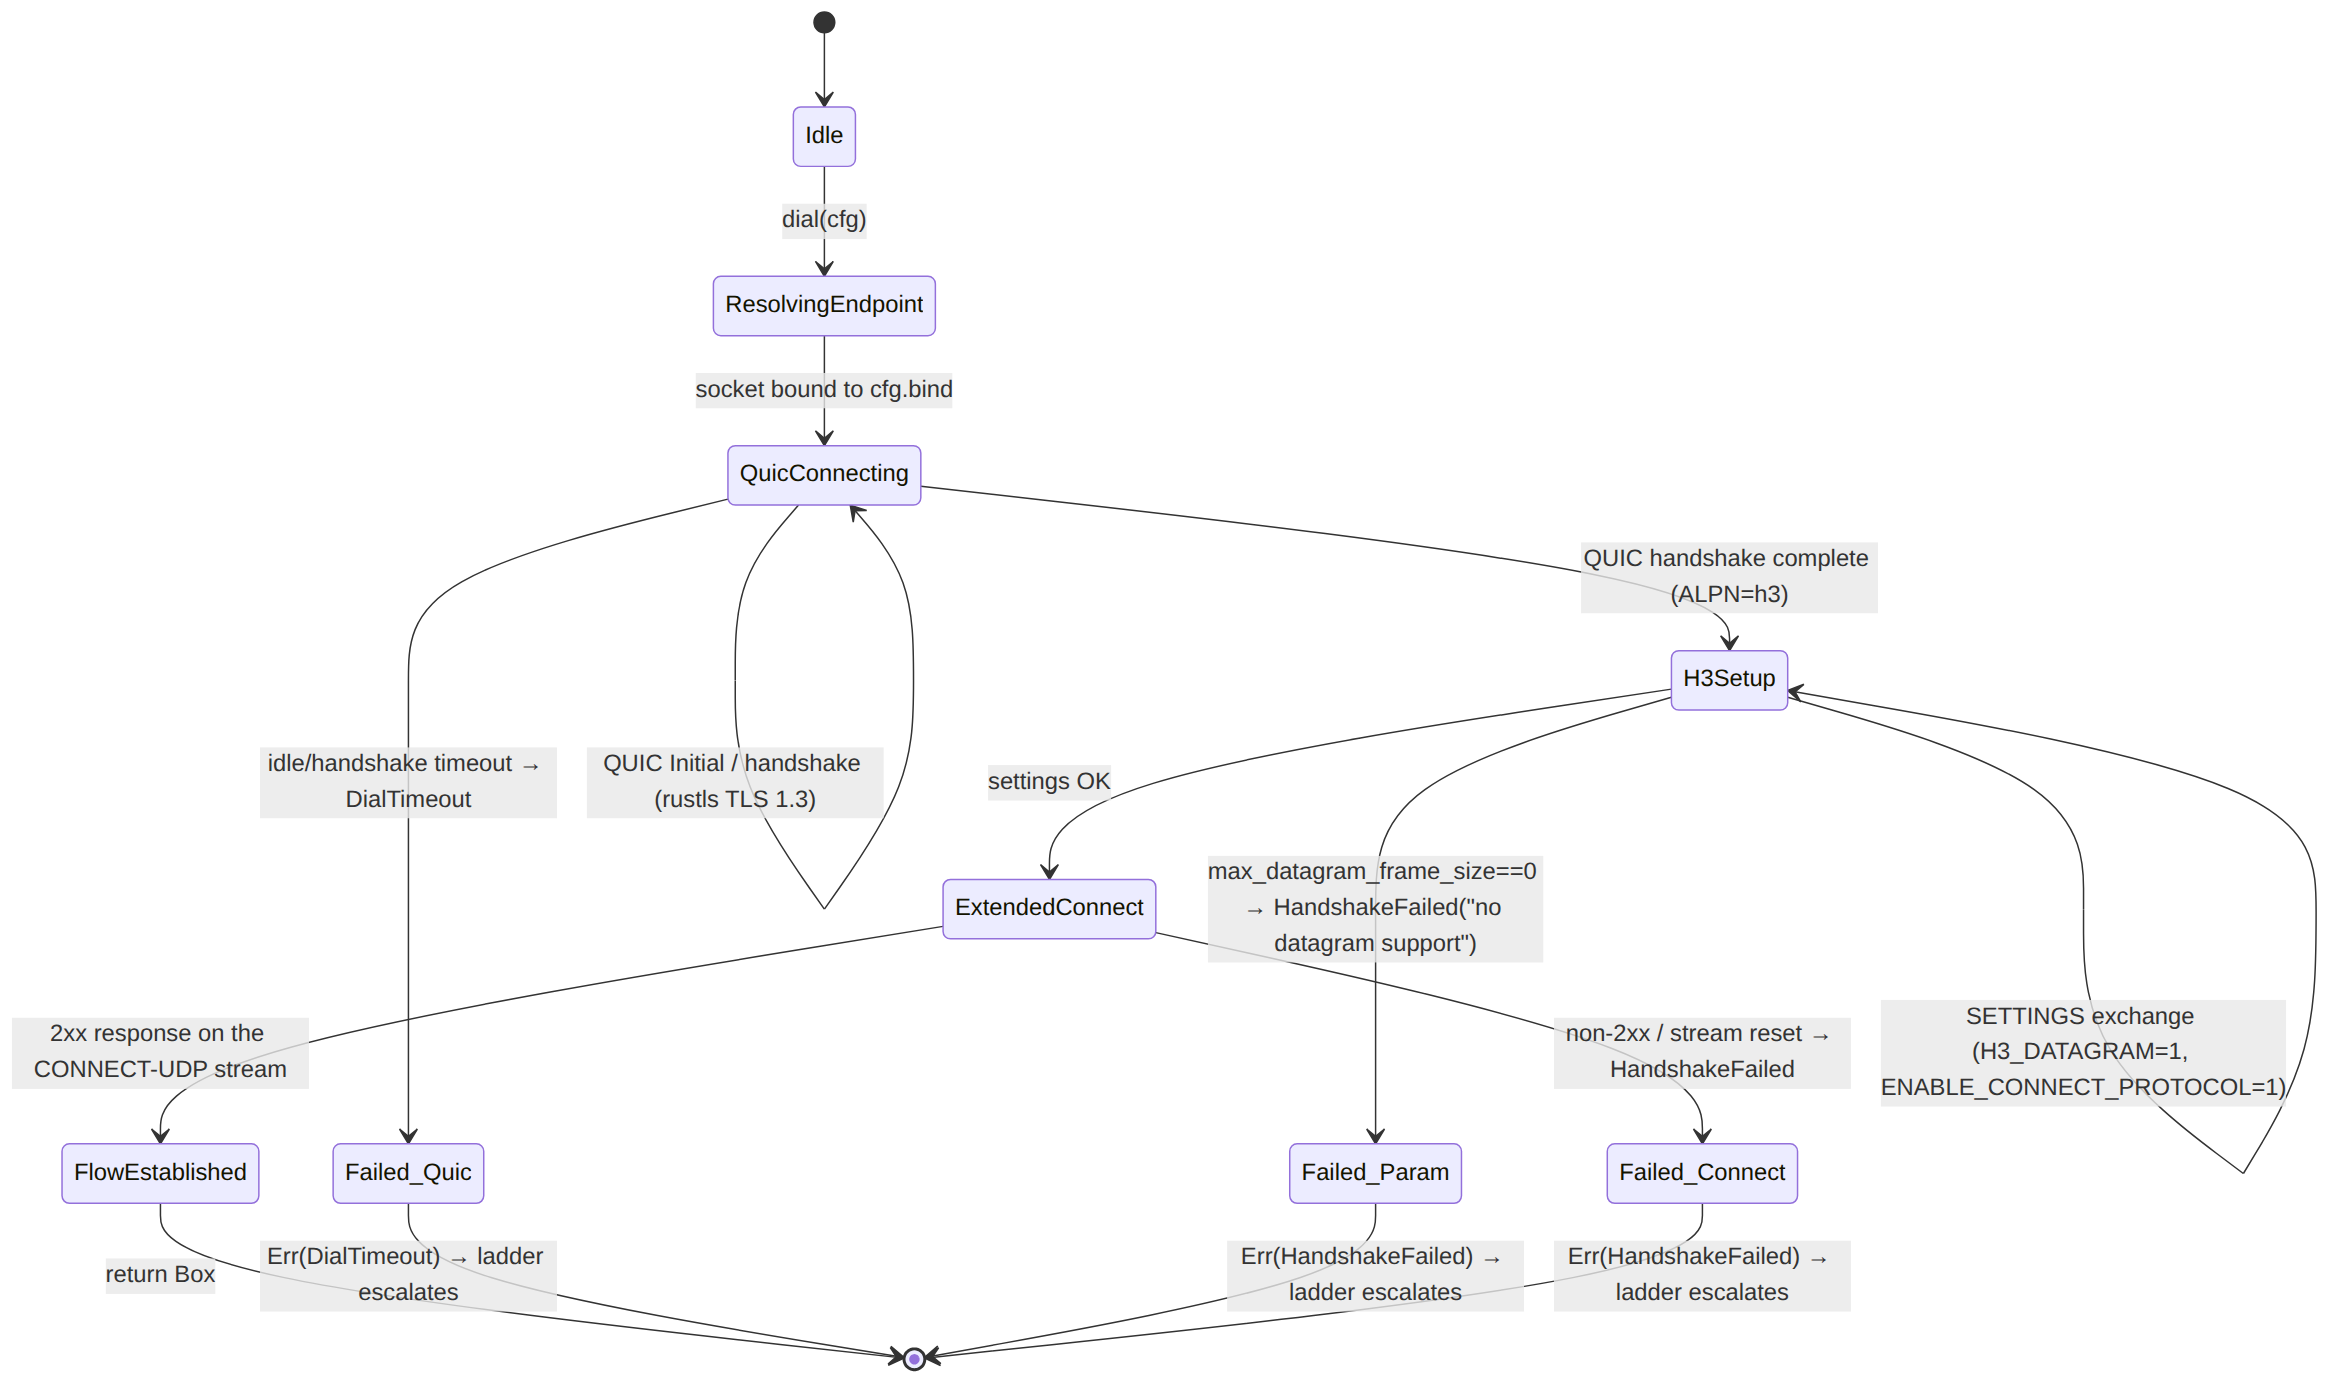 Idle
dial(cfg)
ResolvingEndpoint
socket bound to cfg.bind
QuicConnecting
QUIC handshake complete
(ALPN=h3)
H3Setup
idle/handshake timeout →
DialTimeout
QUIC Initial / handshake
(rustls TLS 1.3)
settings OK
max_datagram_frame_size==0
→ HandshakeFailed("no
datagram support")
ExtendedConnect
2xx response on the
CONNECT-UDP stream
non-2xx / stream reset →
HandshakeFailed
SETTINGS exchange
(H3_DATAGRAM=1,
ENABLE_CONNECT_PROTOCOL=1)
FlowEstablished
Failed_Quic
Failed_Param
Failed_Connect
return Box
Err(DialTimeout) → ladder
escalates
Err(HandshakeFailed) →
ladder escalates
Err(HandshakeFailed) →
ladder escalates